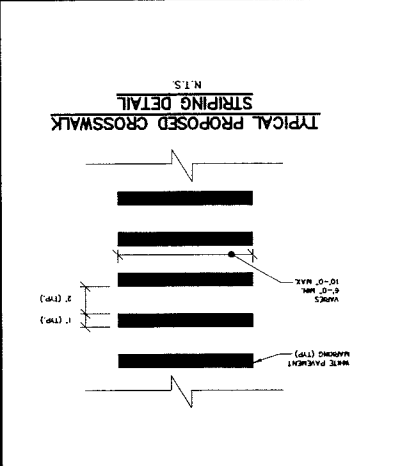 WHITE PAVEMENT
MARKING (TYP)
1' (TYP.)
2' (TYP.)
VARIES
6'-0" MIN.
10'-0" MAX
TYPICAL PROPOSED CROSSWALK
STRIPING DETAIL
N.T.S.